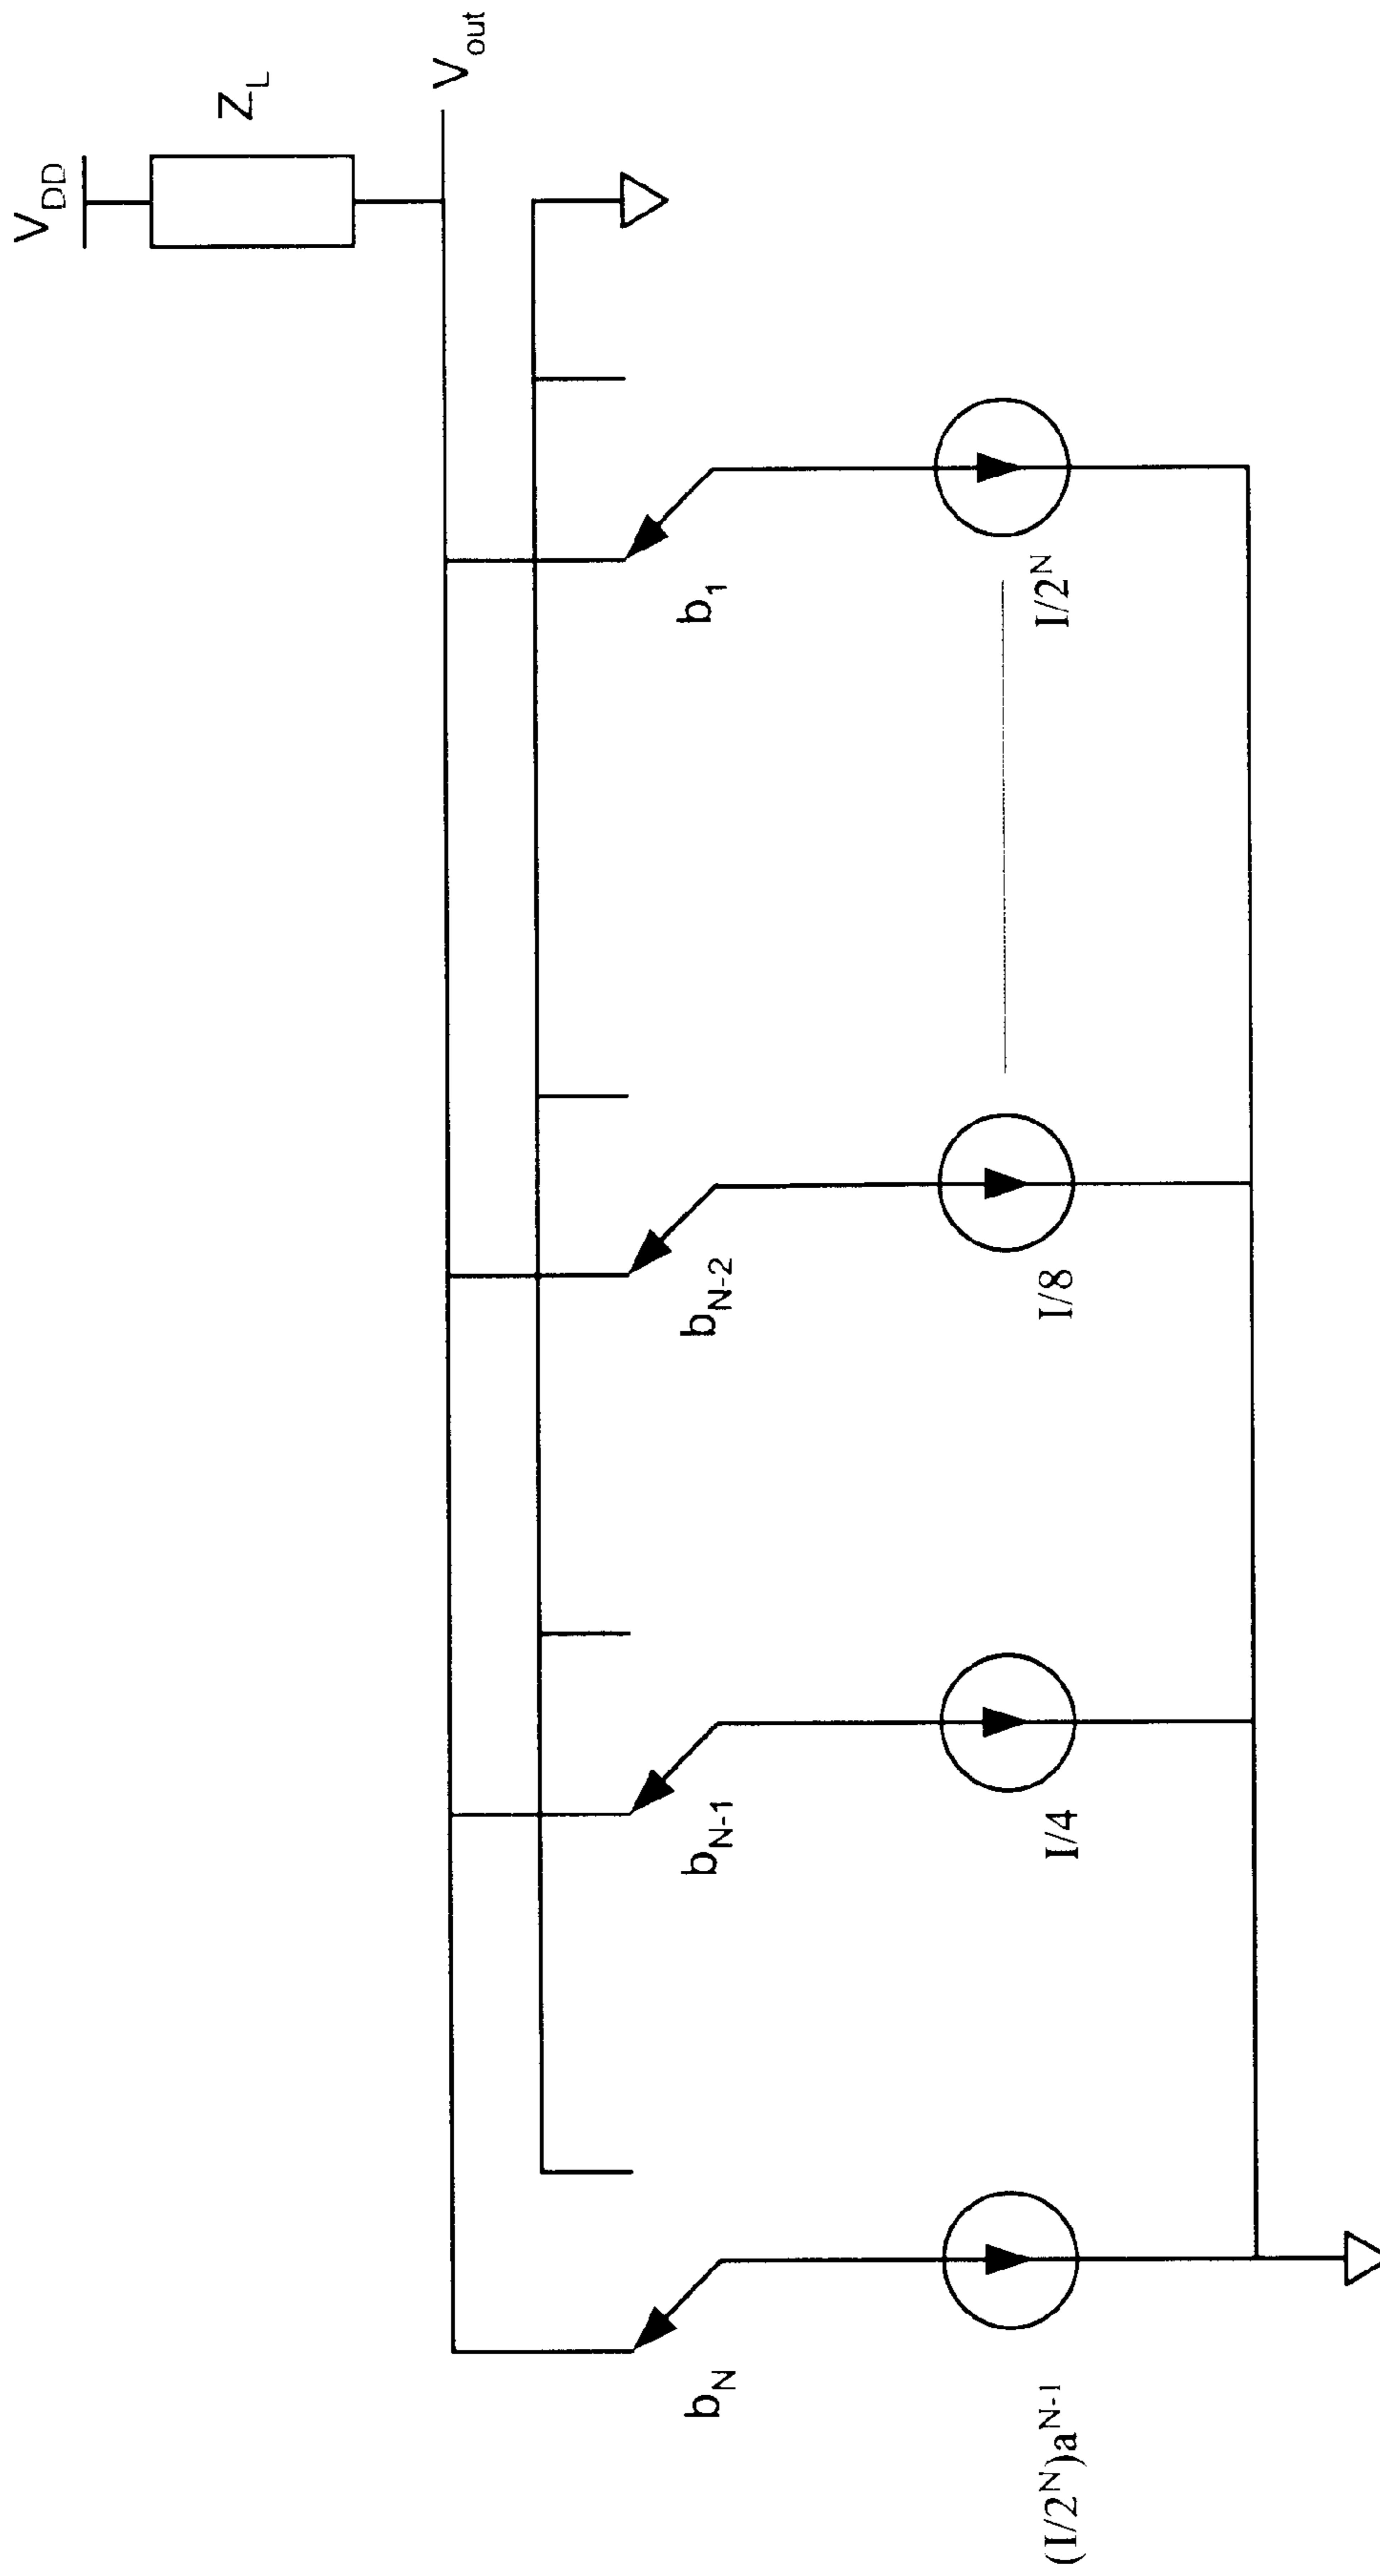 V_DD
Z_L
V_out
b_N
b_N-1
b_N-2
b_1
(I/2^N)a^N-1
I/4
I/8
I/2^N